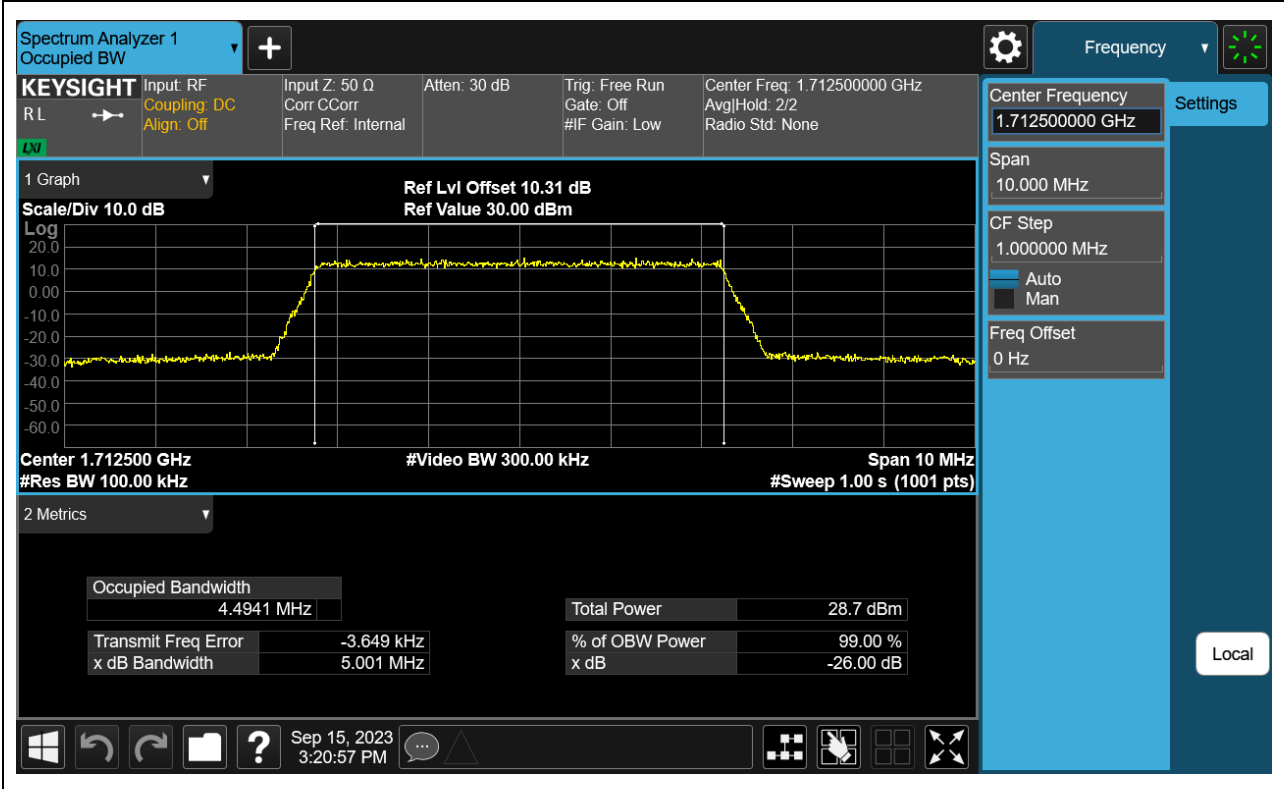 Spectrum Analyzer 1
Occupied BW
Frequency
KEYSIGHT
R L
LXI
Input: RF
Coupling: DC
Align: Off
Input Z: 50 Ω
Corr CCorr
Freq Ref: Internal
Atten: 30 dB
Trig: Free Run
Gate: Off
#IF Gain: Low
Center Freq: 1.712500000 GHz
Avg|Hold: 2/2
Radio Std: None
Center Frequency
1.712500000 GHz
Settings
Span
10.000 MHz
CF Step
1.000000 MHz
Auto
Man
Freq Offset
0 Hz
Local
1 Graph
Scale/Div 10.0 dB
Ref Lvl Offset 10.31 dB
Ref Value 30.00 dBm
Log
20.0
10.0
0.00
-10.0
-20.0
-30.0
-40.0
-50.0
-60.0
Center 1.712500 GHz
#Video BW 300.00 kHz
Span 10 MHz
#Res BW 100.00 kHz
#Sweep 1.00 s (1001 pts)
2 Metrics
Occupied Bandwidth
4.4941 MHz
Total Power 28.7 dBm
Transmit Freq Error -3.649 kHz
% of OBW Power 99.00 %
x dB Bandwidth 5.001 MHz
x dB -26.00 dB
?
Sep 15, 2023
3:20:57 PM